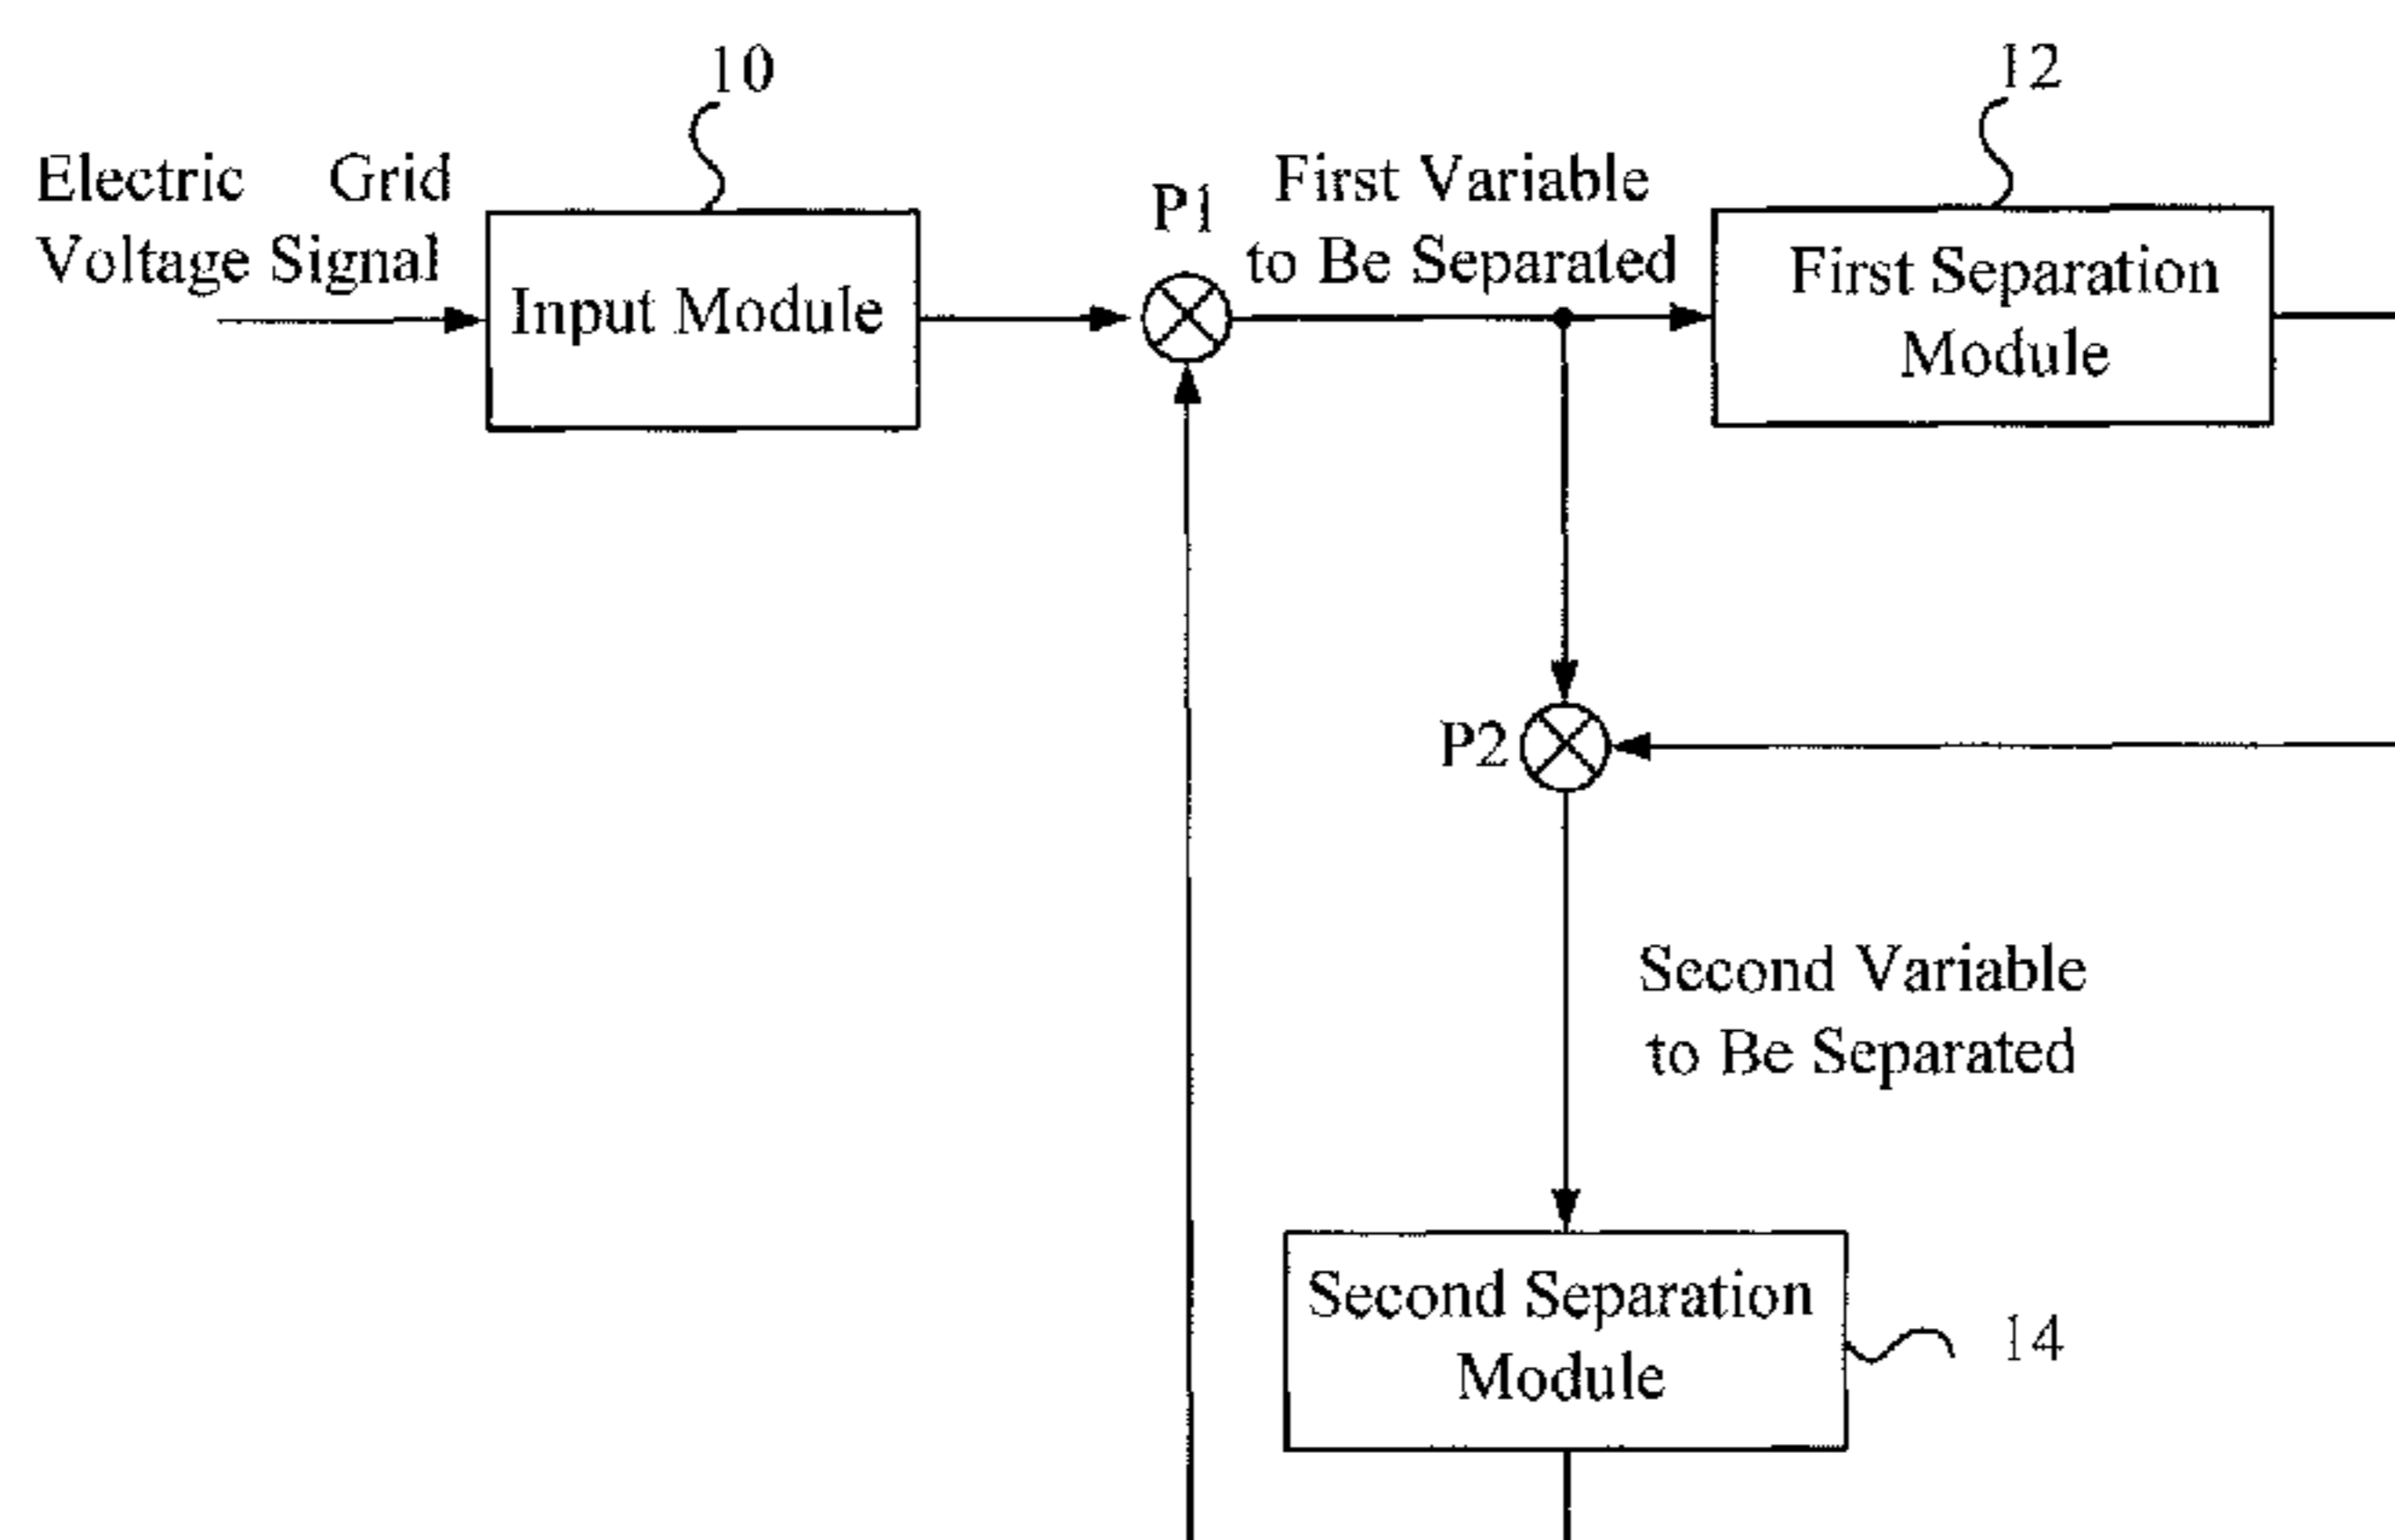 10
12
Electric Grid
Voltage Signal
P1
First Variable
to Be Separated
Input Module
First Separation
Module
P2
Second Variable
to Be Separated
Second Separation
Module
14